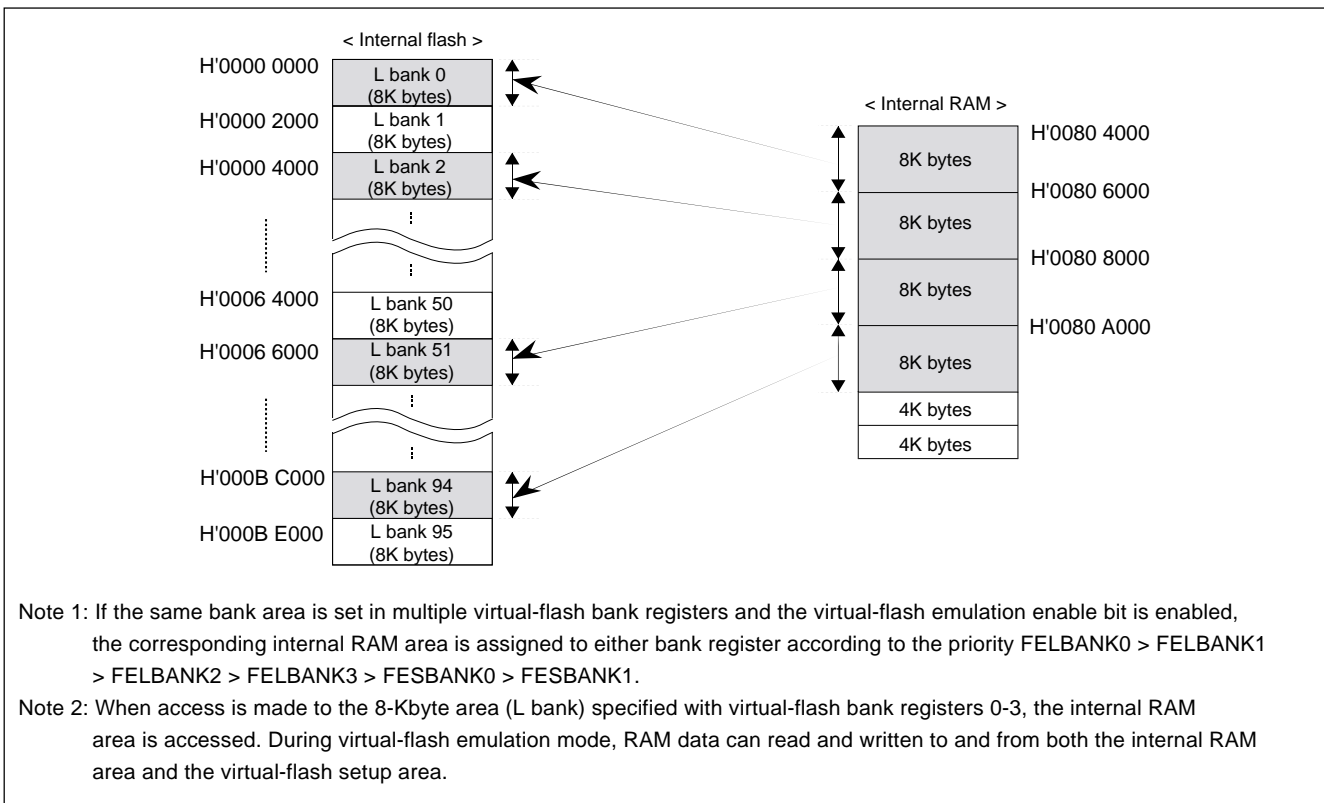 < Internal flash >
H'0000 0000
L bank 0
(8K bytes)
H'0000 2000
L bank 1
(8K bytes)
H'0000 4000
L bank 2
(8K bytes)
H'0006 4000
L bank 50
(8K bytes)
H'0006 6000
L bank 51
(8K bytes)
H'000B C000
L bank 94
(8K bytes)
H'000B E000
L bank 95
(8K bytes)
< Internal RAM >
H'0080 4000
8K bytes
H'0080 6000
8K bytes
H'0080 8000
8K bytes
H'0080 A000
8K bytes
4K bytes
4K bytes
Note 1: If the same bank area is set in multiple virtual-flash bank registers and the virtual-flash emulation enable bit is enabled,
the corresponding internal RAM area is assigned to either bank register according to the priority FELBANK0 > FELBANK1
> FELBANK2 > FELBANK3 > FESBANK0 > FESBANK1.
Note 2: When access is made to the 8-Kbyte area (L bank) specified with virtual-flash bank registers 0-3, the internal RAM
area is accessed. During virtual-flash emulation mode, RAM data can read and written to and from both the internal RAM
area and the virtual-flash setup area.